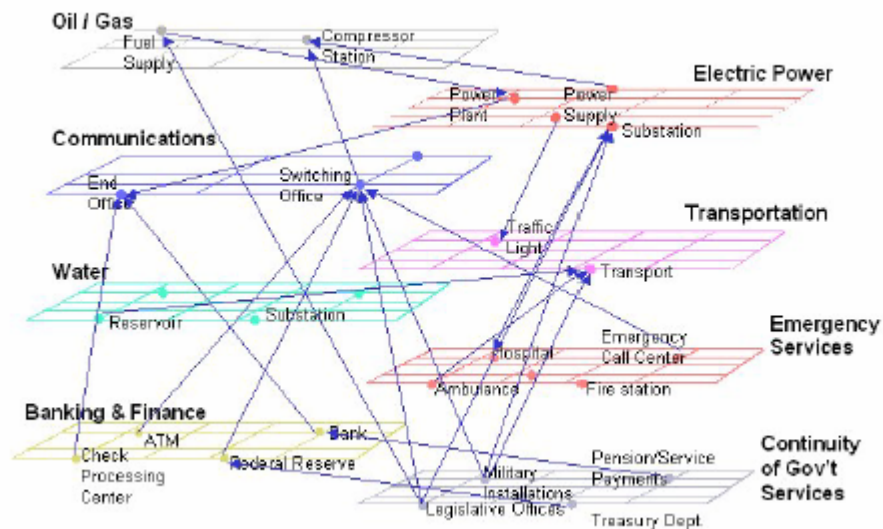 Oil / Gas
Fuel
Supply
Compressor
Station
Electric Power
Power
Plant
Power
Supply
Substation
Communications
End
Office
Switching
Office
Transportation
Traffic
Light
Transport
Water
Reservoir
Substation
Emergency
Services
Hospital
Emergency
Call Center
Ambulance
Fire station
Banking & Finance
ATM
Bank
Check
Processing
Center
Federal Reserve
Continuity
of Gov't
Services
Military
Installations
Pension/Service
Payments
Legislative Offices
Treasury Dept.